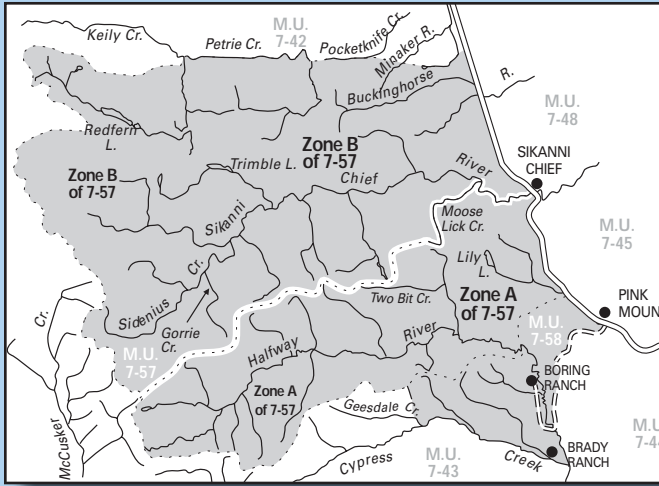 Keily Cr.
M.U.
7-42
Petrie Cr.
Pocketknife Cr.
Minaker R.
Buckinghorse
R.
M.U.
7-48
Redfern
L.
Zone B
of 7-57
Zone B
of 7-57
Trimble L.
Chief
River
SIKANNI
CHIEF
Sikanni
Moose
Lick Cr.
M.U.
7-45
Lily
L.
Cr.
Sidenius
Gorrie
Cr.
Two Bit Cr.
Zone A
of 7-57
M.U.
7-58
PINK
MOUN
Cr.
M.U.
7-57
Halfway
River
Zone A
of 7-57
BORING
RANCH
Geesdale Cr.
McCusker
Cypress
M.U.
7-43
Creek
BRADY
RANCH
M.U.
7-44